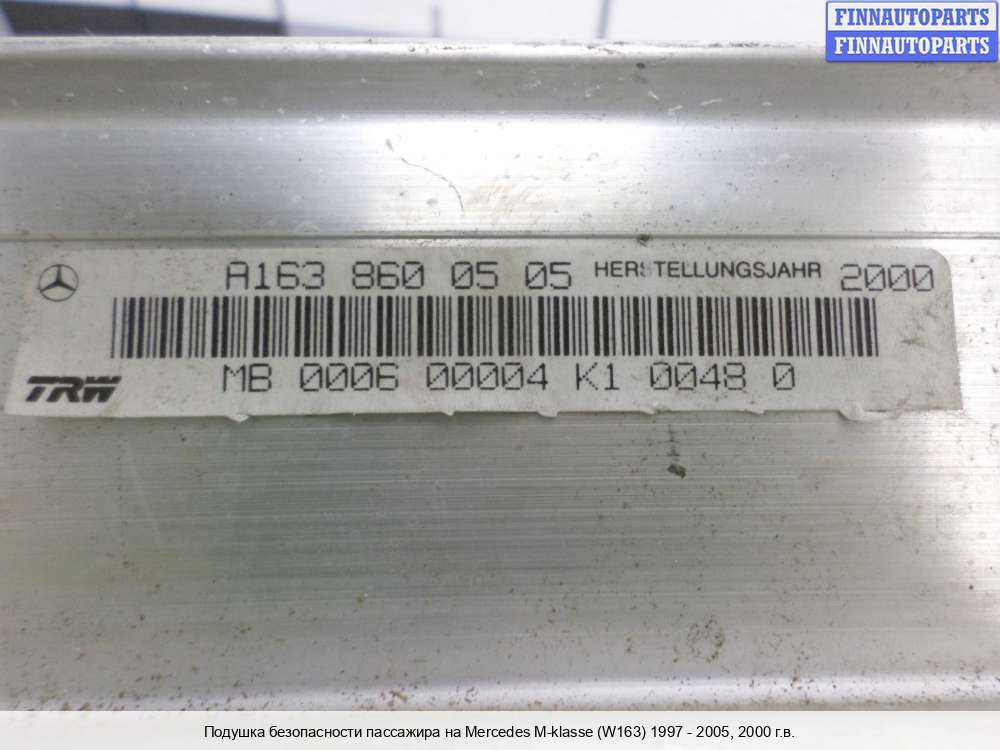 FINNAUTOPARTS
FINNAUTOPARTS
A163 860 05 05 HERSTELLUNGSJAHR 2000
TRW MB 0006 00004 K1 0048 0
Подушка безопасности пассажира на Mercedes M-klasse (W163) 1997 - 2005, 2000 г.в.